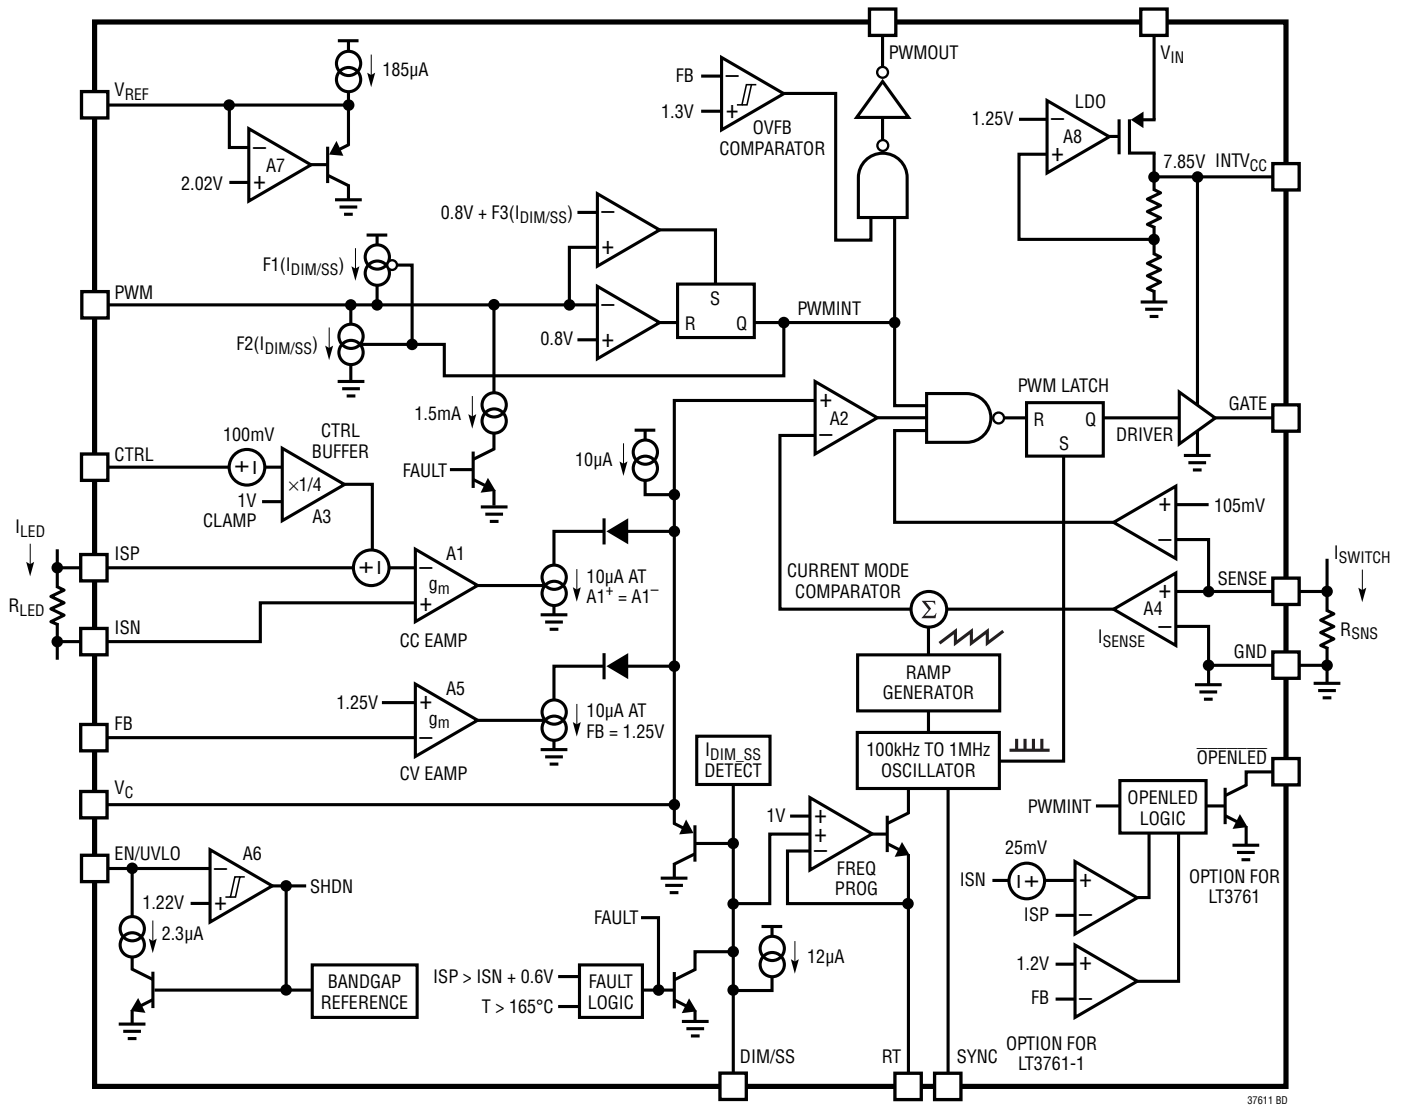 PWMOUT
V_IN
185µA
V_REF
A7
2.02V
FB
1.3V
OVFB
COMPARATOR
1.25V
LDO
A8
7.85V
INTV_CC
0.8V + F3(I_DIM/SS)
F1(I_DIM/SS)
PWM
F2(I_DIM/SS)
0.8V
S
R
Q
PWMINT
1.5mA
FAULT
CTRL
100mV
CTRL
BUFFER
×1/4
1V
CLAMP
A3
10µA
A2
PWM LATCH
R
Q
S
DRIVER
GATE
105mV
I_LED
ISP
R_LED
ISN
A1
g_m
CC EAMP
10µA AT
A1⁺ = A1⁻
CURRENT MODE
COMPARATOR
Σ
A4
I_SENSE
SENSE
I_SWITCH
R_SNS
GND
RAMP
GENERATOR
1.25V
A5
g_m
CV EAMP
10µA AT
FB = 1.25V
FB
I_DIM_SS
DETECT
100kHz TO 1MHz
OSCILLATOR
OPENLED
V_C
1V
FREQ
PROG
PWMINT
OPENLED
LOGIC
OPTION FOR
LT3761
25mV
ISN
ISP
1.2V
FB
OPTION FOR
LT3761-1
EN/UVLO
A6
SHDN
1.22V
2.3µA
BANDGAP
REFERENCE
FAULT
ISP > ISN + 0.6V
T > 165°C
FAULT
LOGIC
12µA
DIM/SS
RT
SYNC
37611 BD